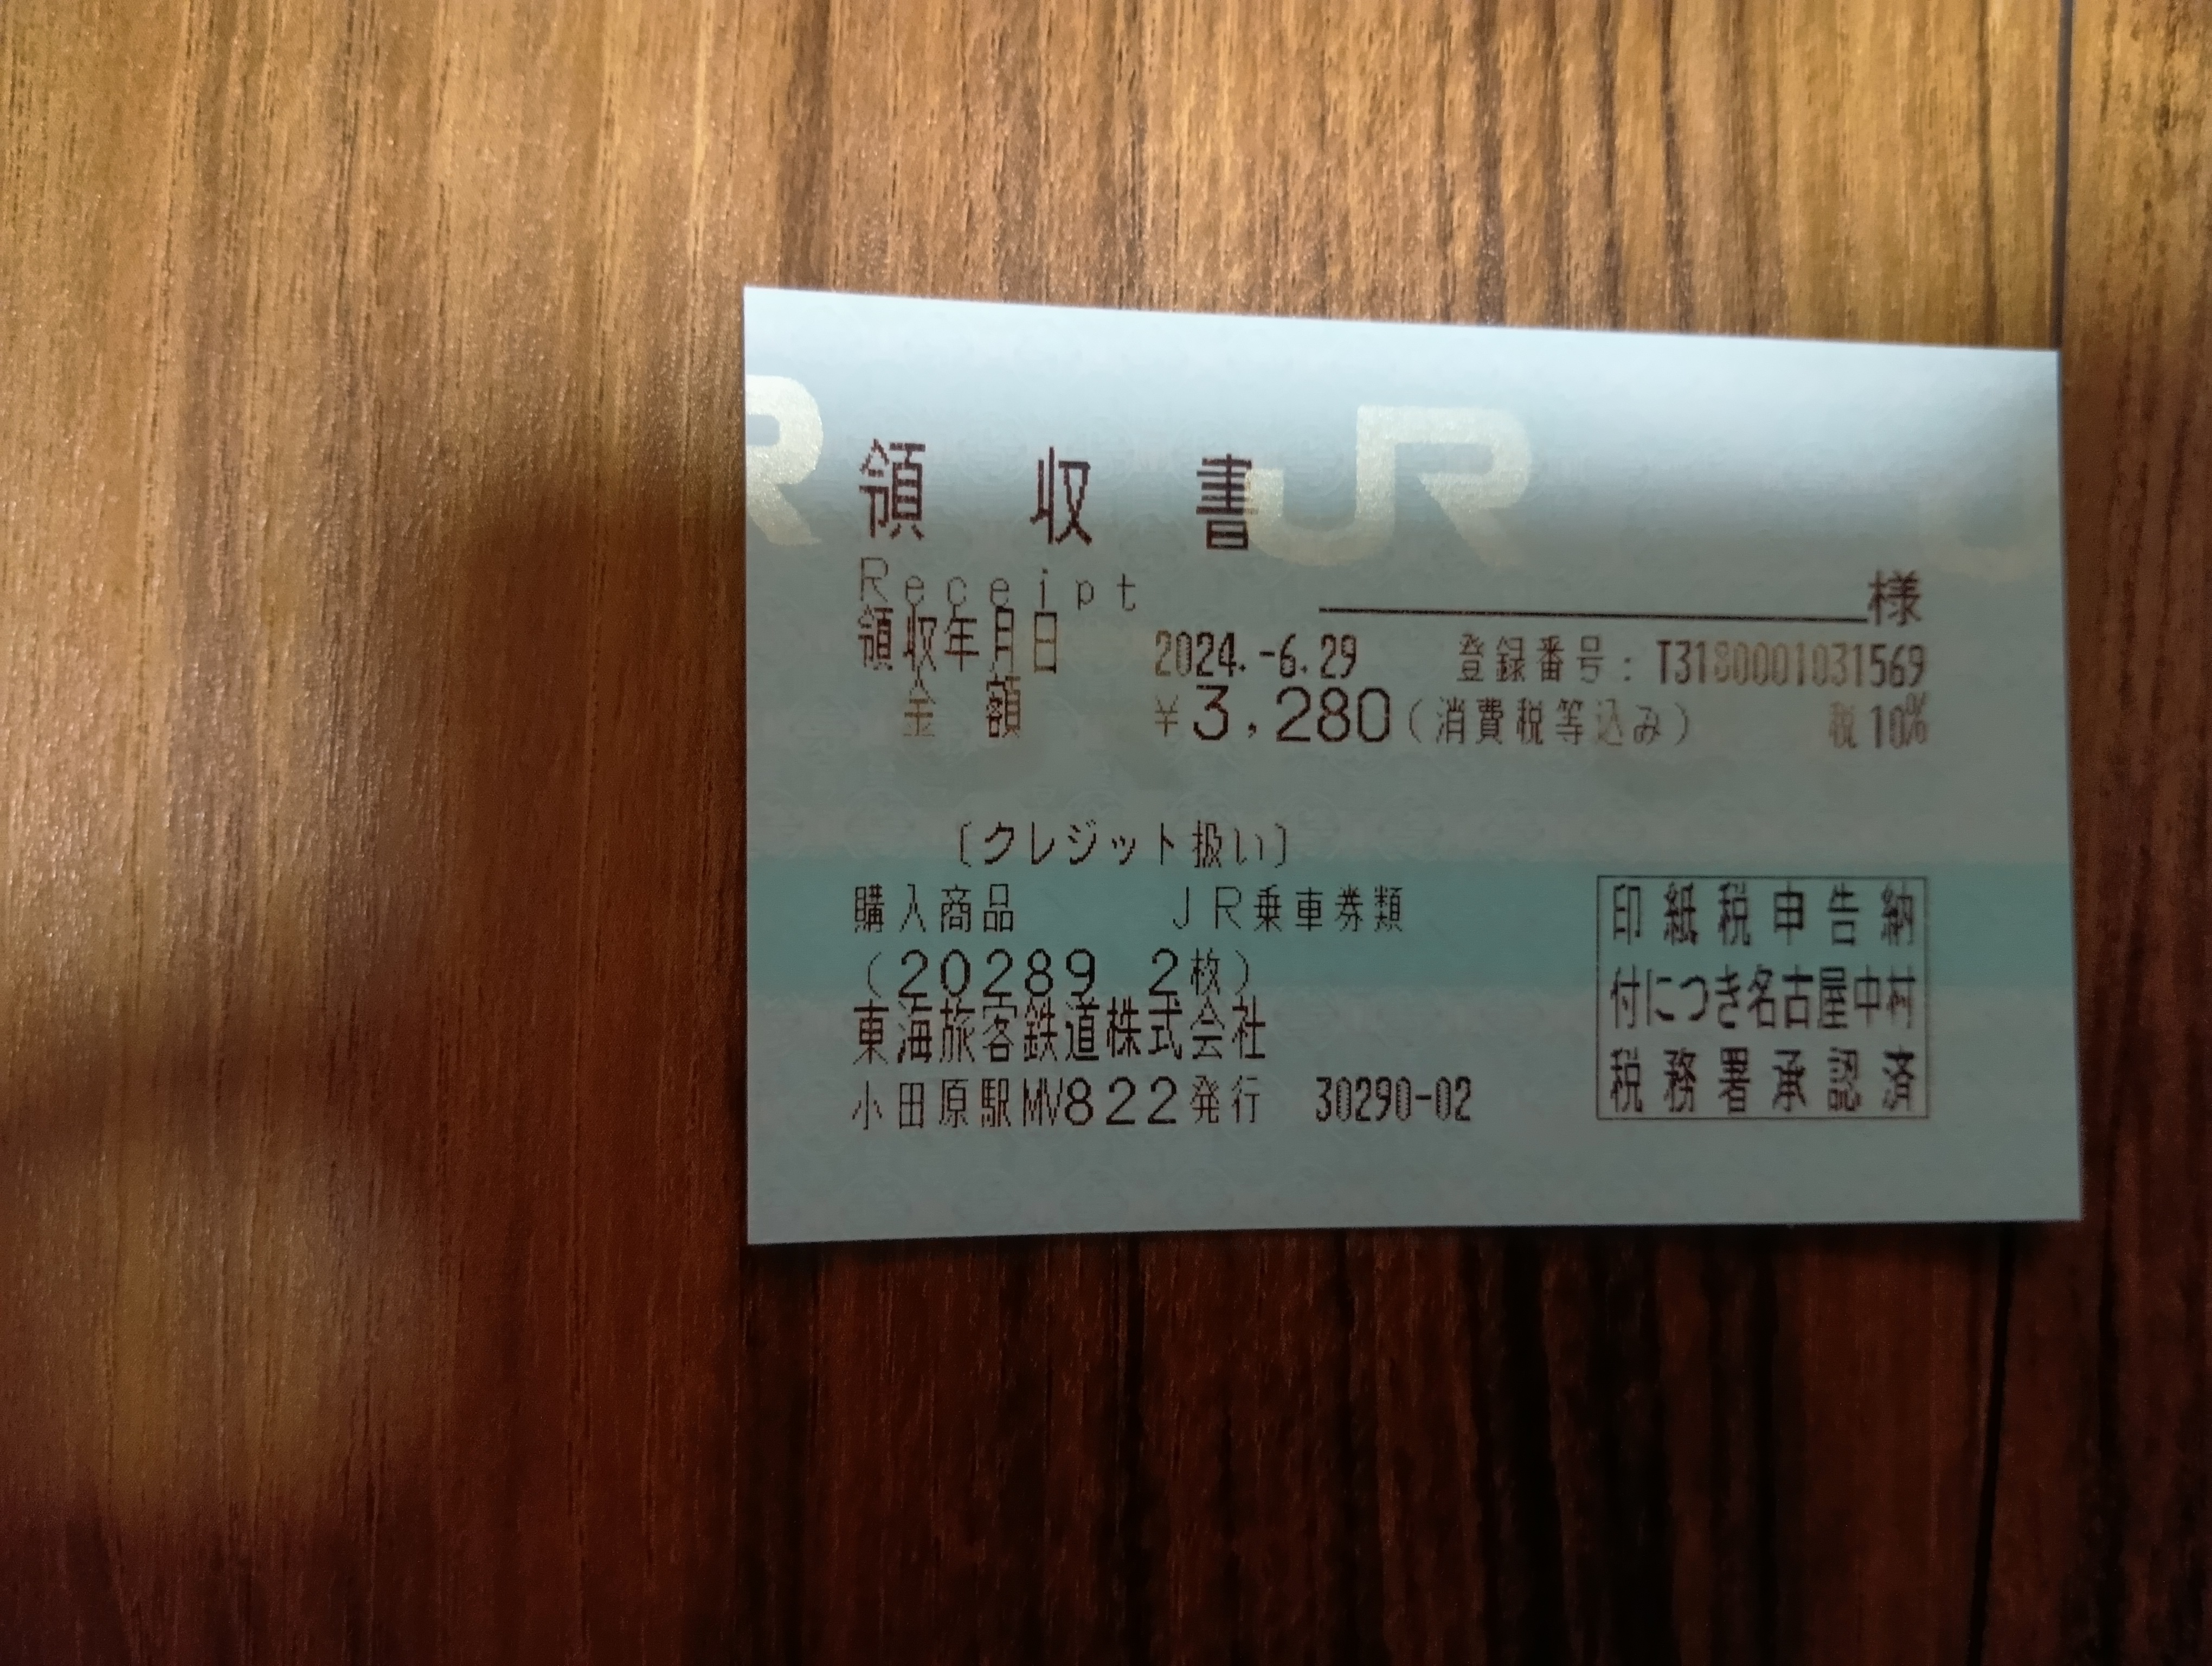 JR
領収書
Receipt
様
領収年月日 2024.-6.29 登録番号:T3180001031569
金額 ¥3,280(消費税等込み) 税10%
〔クレジット扱い〕
購入商品 JR乗車券類
(20289 2枚)
東海旅客鉄道株式会社
小田原駅MV822発行 30290-02
印紙税申告納
付につき名古屋中村
税務署承認済